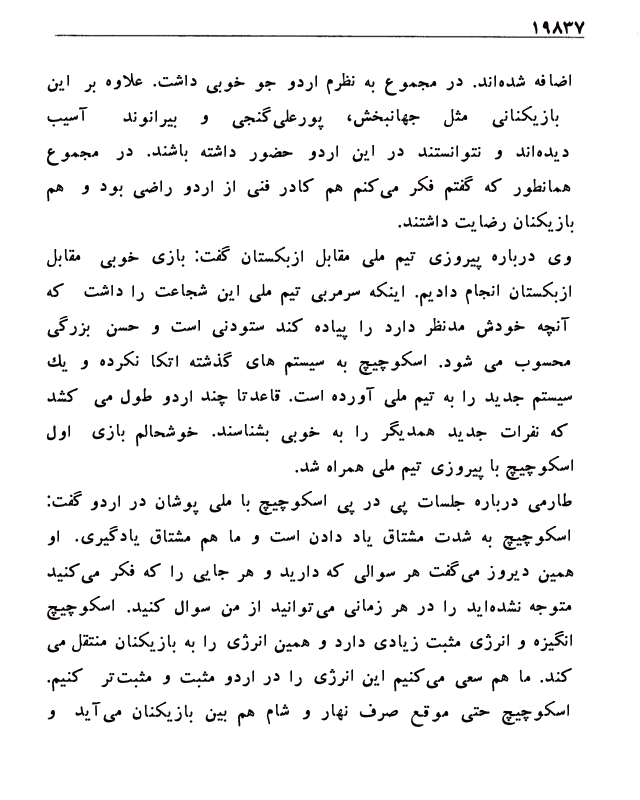 ۱۹۸۳۷
اضافه شده‌اند. در مجموع به نظرم اردو جو خوبی داشت. علاوه بر این
بازیکنانی مثل جهانبخش، پورعلی‌گنجی و بیرانوند آسیب
دیده‌اند و نتوانستند در این اردو حضور داشته باشند. در مجموع
همانطور که گفتم فکر می‌کنم هم کادر فنی از اردو راضی بود و هم
بازیکنان رضایت داشتند.
وی درباره پیروزی تیم ملی مقابل ازبکستان گفت: بازی خوبی مقابل
ازبکستان انجام دادیم. اینکه سرمربی تیم ملی این شجاعت را داشت که
آنچه خودش مدنظر دارد را پیاده کند ستودنی است و حسن بزرگی
محسوب می شود. اسکوچیچ به سیستم های گذشته اتکا نکرده و یك
سیستم جدید را به تیم ملی آورده است. قاعدتا چند اردو طول می کشد
که نفرات جدید همدیگر را به خوبی بشناسند. خوشحالم بازی اول
اسکوچیچ با پیروزی تیم ملی همراه شد.
طارمی درباره جلسات پی در پی اسکوچیچ با ملی پوشان در اردو گفت:
اسکوچیچ به شدت مشتاق یاد دادن است و ما هم مشتاق یادگیری. او
همین دیروز می‌گفت هر سوالی که دارید و هر جایی را که فکر می‌کنید
متوجه نشده‌اید را در هر زمانی می‌توانید از من سوال کنید. اسکوچیچ
انگیزه و انرژی مثبت زیادی دارد و همین انرژی را به بازیکنان منتقل می
کند. ما هم سعی می‌کنیم این انرژی را در اردو مثبت و مثبت‌تر کنیم.
اسکوچیچ حتی موقع صرف نهار و شام هم بین بازیکنان می‌آید و